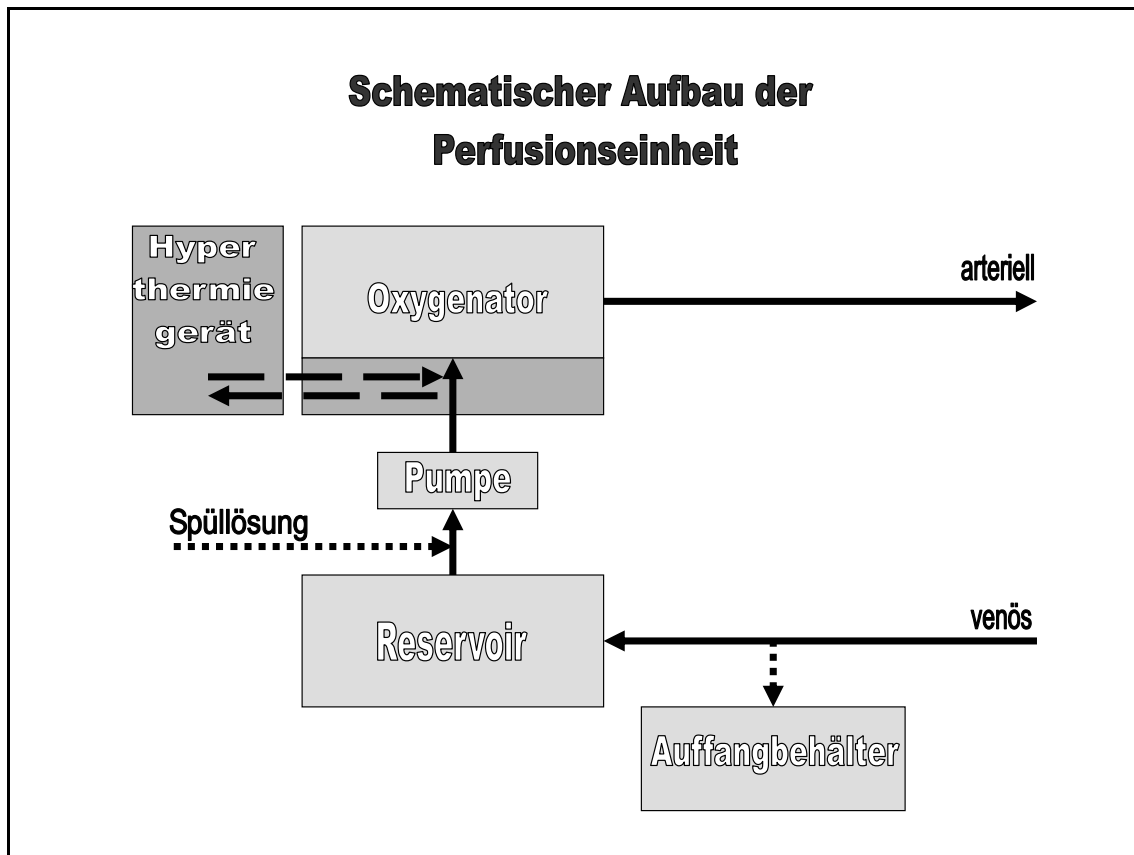 Schematischer Aufbau der
Perfusionseinheit
Hyper
thermie
gerät
Oxygenator
arteriell
Pumpe
Spüllösung
Reservoir
venös
Auffangbehälter